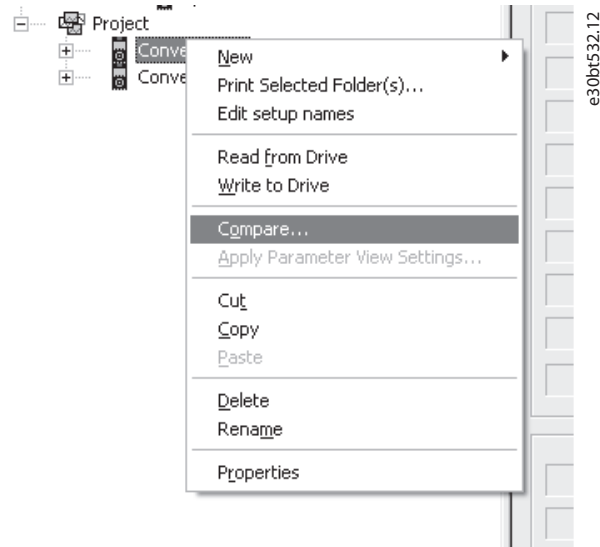 Project
Conve
Conve
New
Print Selected Folder(s)...
Edit setup names
Read from Drive
Write to Drive
Compare...
Apply Parameter View Settings...
Cut
Copy
Paste
Delete
Rename
Properties
e30bt532.12